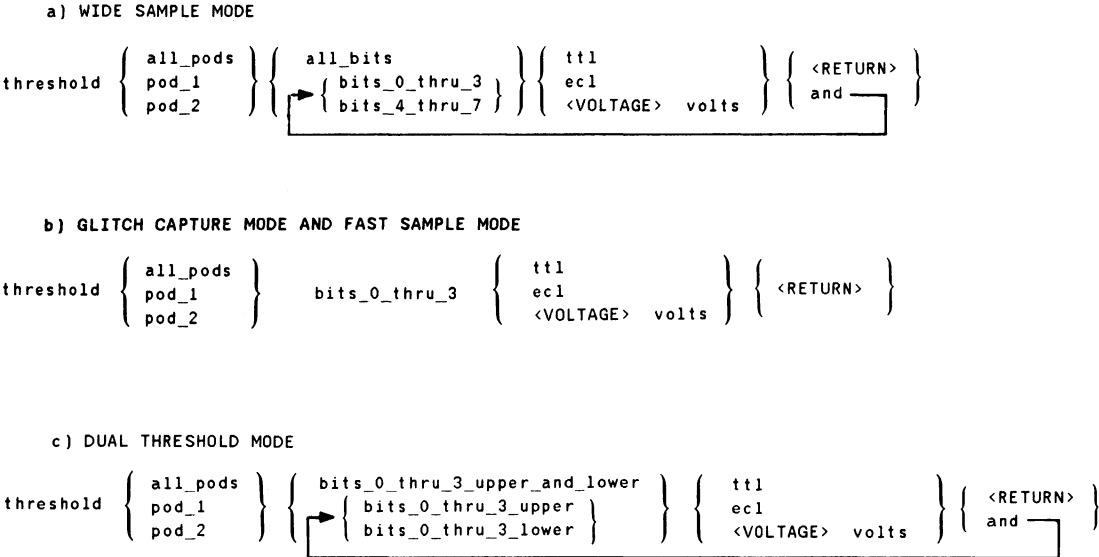 a) WIDE SAMPLE MODE
all_pods all_bits ttl <RETURN>
threshold pod_1 bits_0_thru_3 ecl and
pod_2 bits_4_thru_7 <VOLTAGE> volts
b) GLITCH CAPTURE MODE AND FAST SAMPLE MODE
all_pods ttl
threshold pod_1 bits_0_thru_3 ecl <RETURN>
pod_2 <VOLTAGE> volts
c) DUAL THRESHOLD MODE
all_pods bits_0_thru_3_upper_and_lower ttl <RETURN>
threshold pod_1 bits_0_thru_3_upper ecl and
pod_2 bits_0_thru_3_lower <VOLTAGE> volts